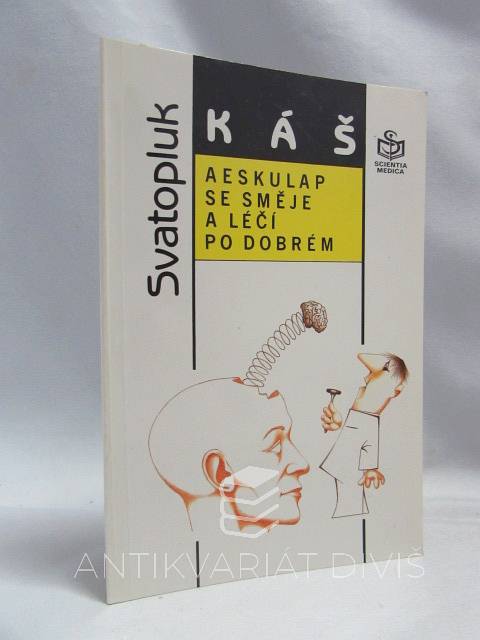 Svatopluk
KÁŠ
SCIENTIA
MEDICA
AESKULAP
SE SMĚJE
A LÉČÍ
PO DOBRÉM
ANTIKVARIÁT DIVIŠ